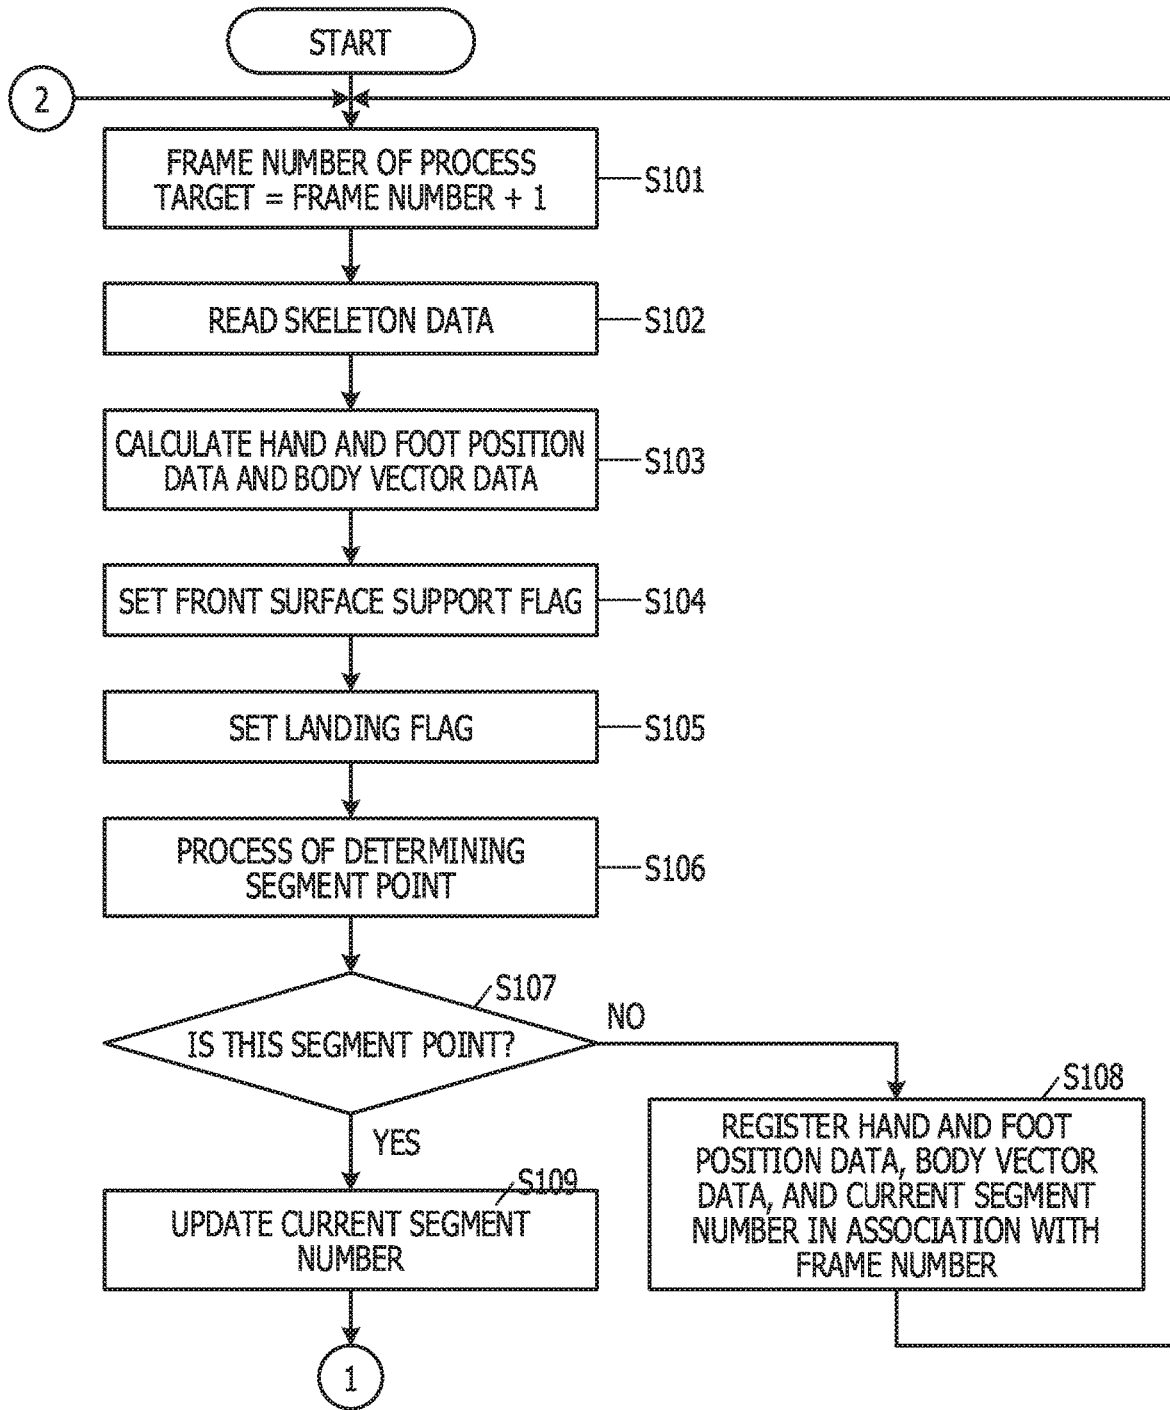 START
2
FRAME NUMBER OF PROCESS
TARGET = FRAME NUMBER + 1
S101
READ SKELETON DATA
S102
CALCULATE HAND AND FOOT POSITION
DATA AND BODY VECTOR DATA
S103
SET FRONT SURFACE SUPPORT FLAG
S104
SET LANDING FLAG
S105
PROCESS OF DETERMINING
SEGMENT POINT
S106
S107
IS THIS SEGMENT POINT?
NO
YES
S108
REGISTER HAND AND FOOT
POSITION DATA, BODY VECTOR
DATA, AND CURRENT SEGMENT
NUMBER IN ASSOCIATION WITH
FRAME NUMBER
S109
UPDATE CURRENT SEGMENT
NUMBER
1